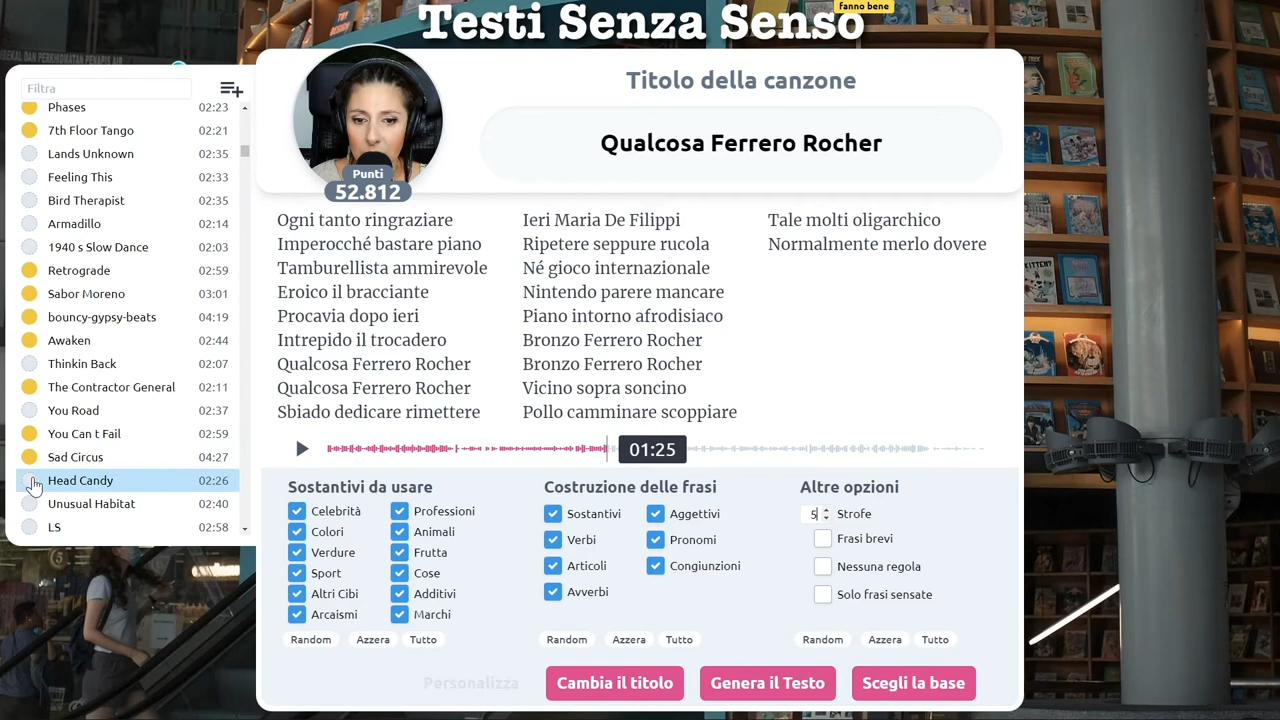 fanno bene
Testi Senza Senso
Filtra
Phases 02:23
7th Floor Tango 02:21
Lands Unknown 02:35
Feeling This 02:33
Bird Therapist 02:35
Armadillo 02:14
1940 s Slow Dance 02:03
Retrograde 02:59
Sabor Moreno 03:01
bouncy-gypsy-beats 04:19
Awaken 02:44
Thinkin Back 02:07
The Contractor General 02:11
You Road 02:37
You Can t Fail 02:59
Sad Circus 04:27
Head Candy 02:26
Unusual Habitat 02:40
LS 02:58
Punti
52.812
Titolo della canzone
Qualcosa Ferrero Rocher
Ogni tanto ringraziare
Imperocché bastare piano
Tamburellista ammirevole
Eroico il bracciante
Procavia dopo ieri
Intrepido il trocadero
Qualcosa Ferrero Rocher
Qualcosa Ferrero Rocher
Sbiado dedicare rimettere
Ieri Maria De Filippi
Ripetere seppure rucola
Né gioco internazionale
Nintendo parere mancare
Piano intorno afrodisiaco
Bronzo Ferrero Rocher
Bronzo Ferrero Rocher
Vicino sopra soncino
Pollo camminare scoppiare
Tale molti oligarchico
Normalmente merlo dovere
01:25
Sostantivi da usare
Celebrità Professioni
Colori Animali
Verdure Frutta
Sport Cose
Altri Cibi Additivi
Arcaismi Marchi
Random Azzera Tutto
Costruzione delle frasi
Sostantivi Aggettivi
Verbi Pronomi
Articoli Congiunzioni
Avverbi
Random Azzera Tutto
Altre opzioni
5 Strofe
Frasi brevi
Nessuna regola
Solo frasi sensate
Random Azzera Tutto
Personalizza
Cambia il titolo
Genera il Testo
Scegli la base